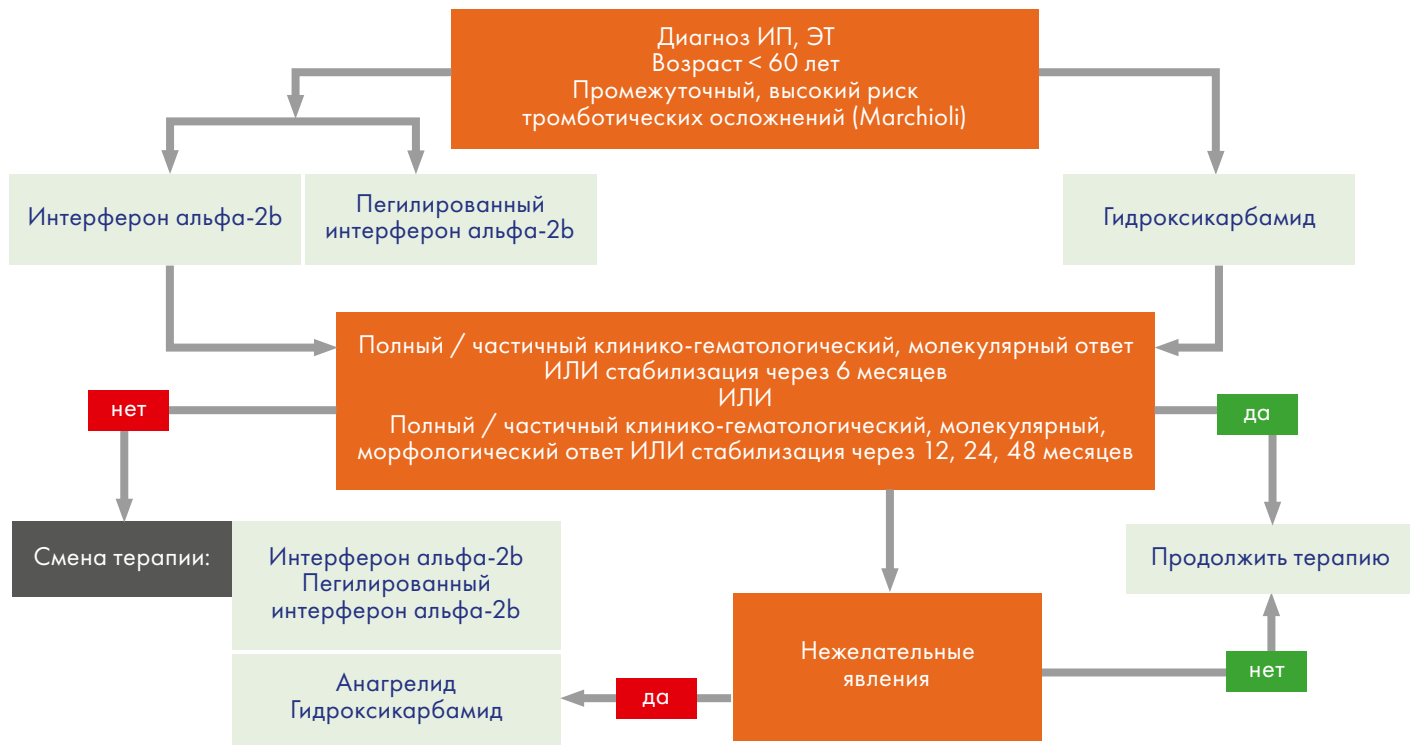 Диагноз ИП, ЭТ
Возраст < 60 лет
Промежуточный, высокий риск
тромботических осложнений (Marchioli)
Интерферон альфа-2b
Пегилированный
интерферон альфа-2b
Гидроксикарбамид
Полный / частичный клинико-гематологический, молекулярный ответ
ИЛИ стабилизация через 6 месяцев
ИЛИ
Полный / частичный клинико-гематологический, молекулярный,
морфологический ответ ИЛИ стабилизация через 12, 24, 48 месяцев
нет
да
Смена терапии:
Интерферон альфа-2b
Пегилированный
интерферон альфа-2b
Анагрелид
Гидроксикарбамид
да
Нежелательные
явления
нет
Продолжить терапию